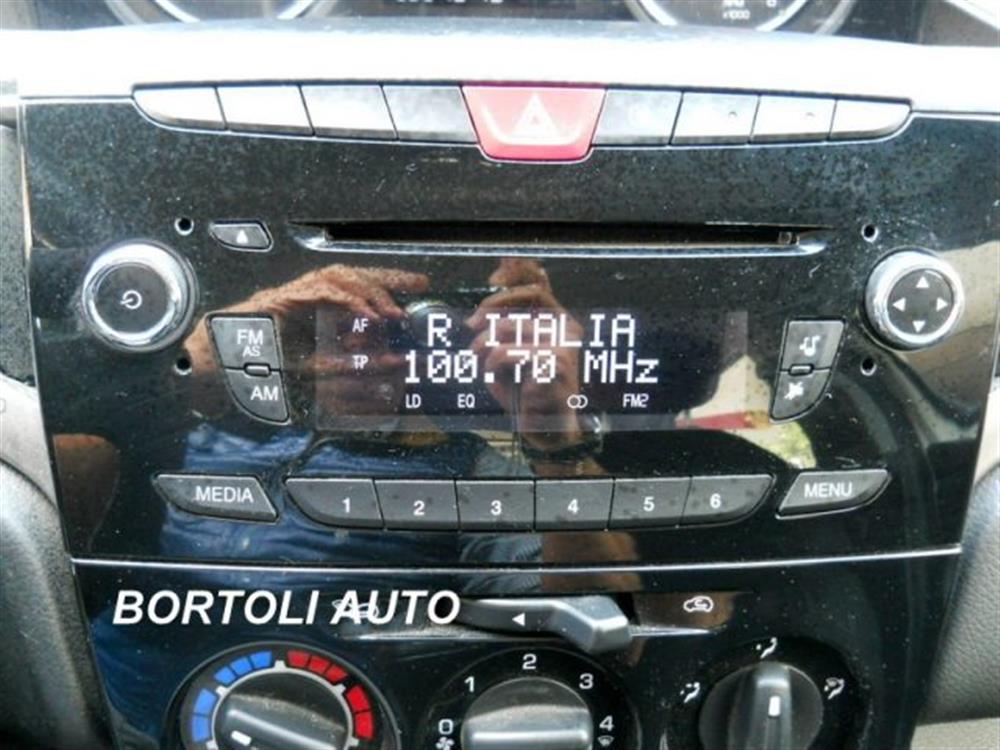 x1000
AF
R ITALIA
FM
AS
TP
100.70 MHz
AM
LD EQ FM2
MEDIA
1 2 3 4 5 6
MENU
BORTOLI AUTO
0 1 2 3 4